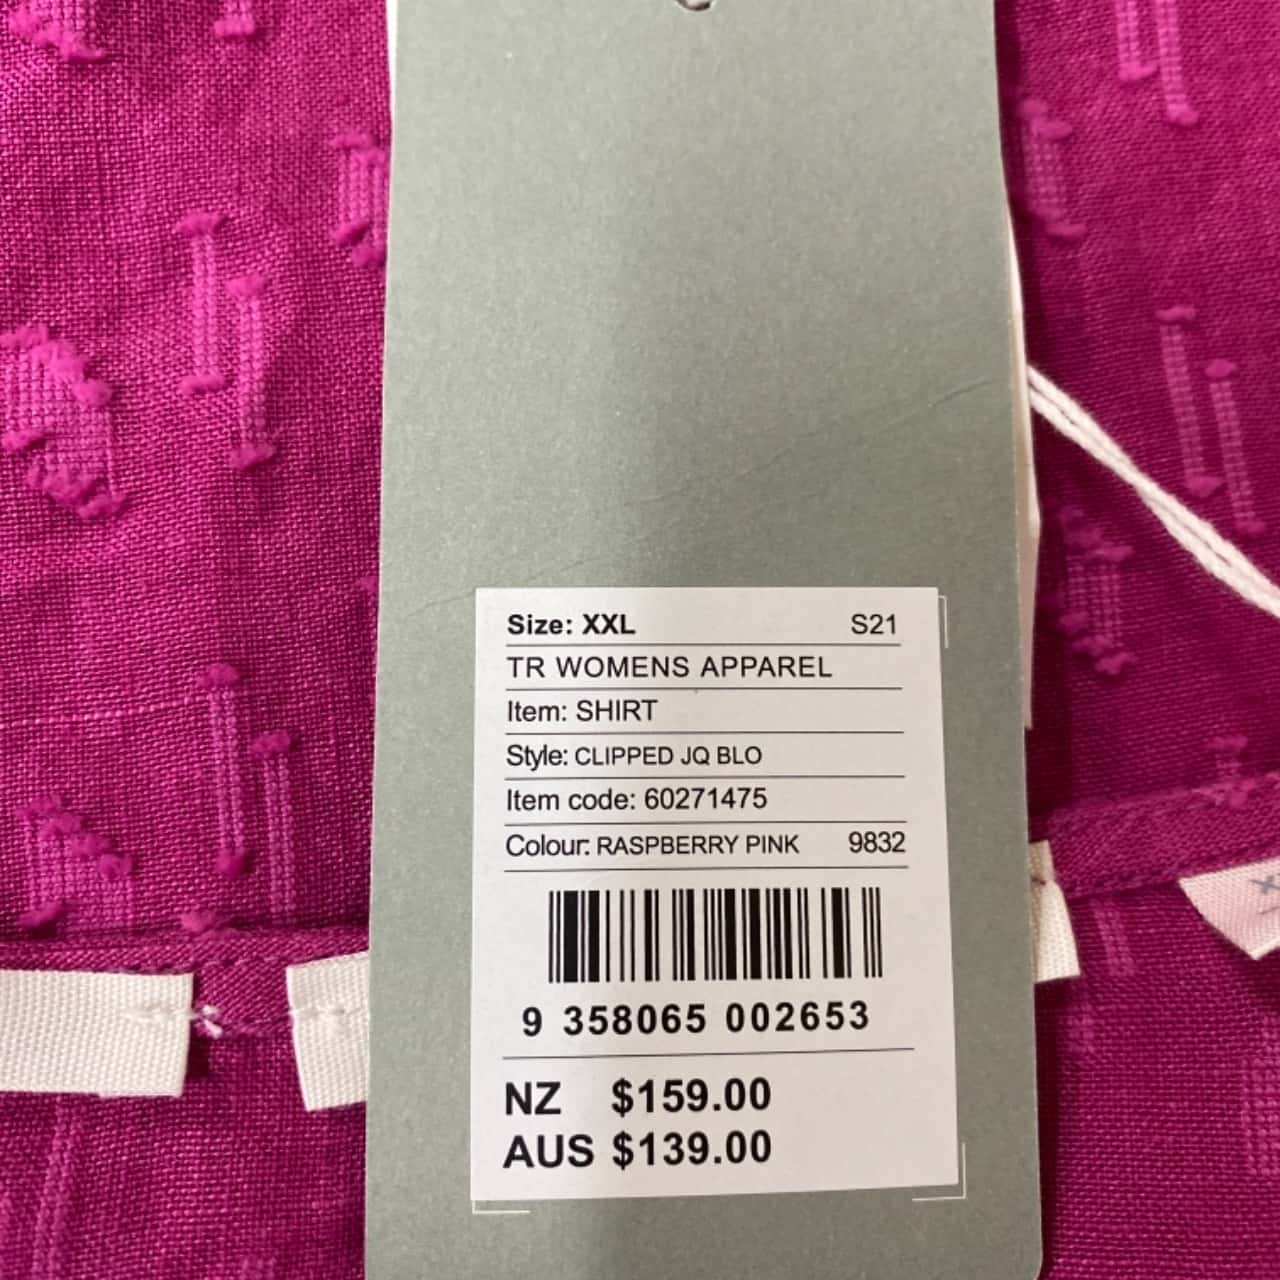 Size: XXL S21
TR WOMENS APPAREL
Item: SHIRT
Style: CLIPPED JQ BLO
Item code: 60271475
Colour: RASPBERRY PINK 9832
9 358065 002653
NZ $159.00
AUS $139.00